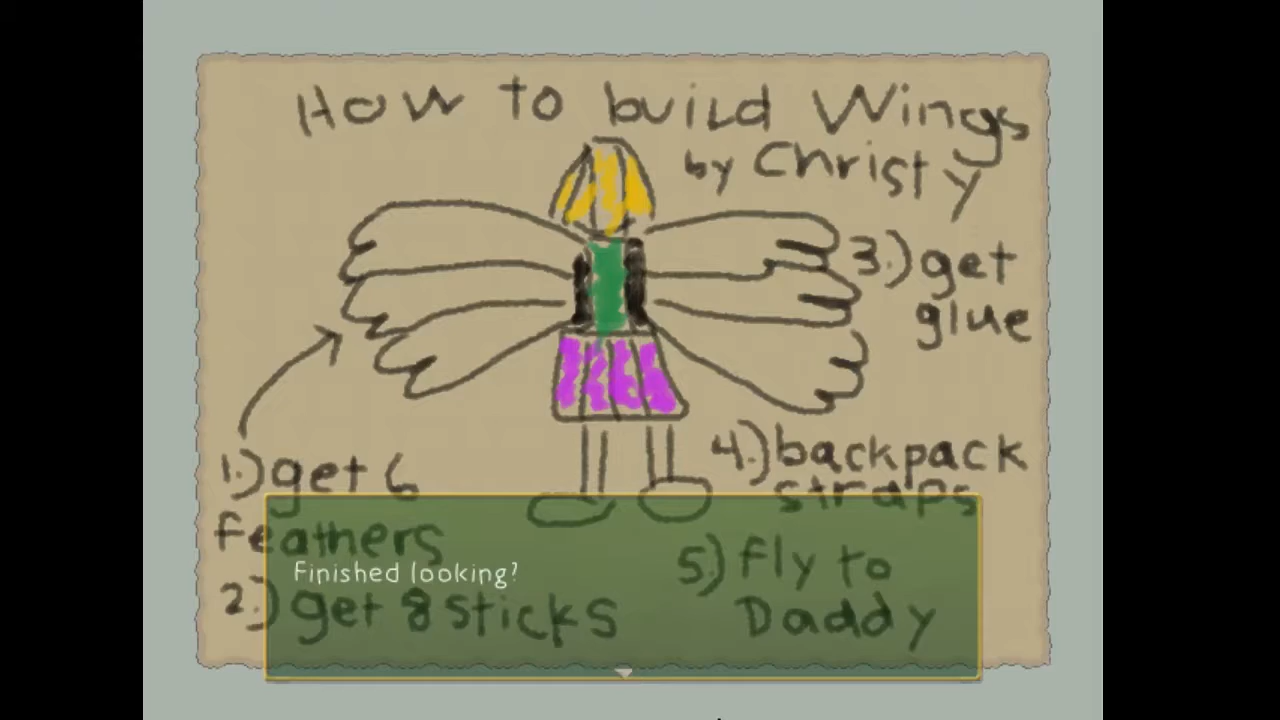 How to build Wings
by Christy
1.) get 6
feathers
2.) get 8 sticks
3.) get
glue
4.) backpack
straps
5.) fly to
Daddy
Finished looking?